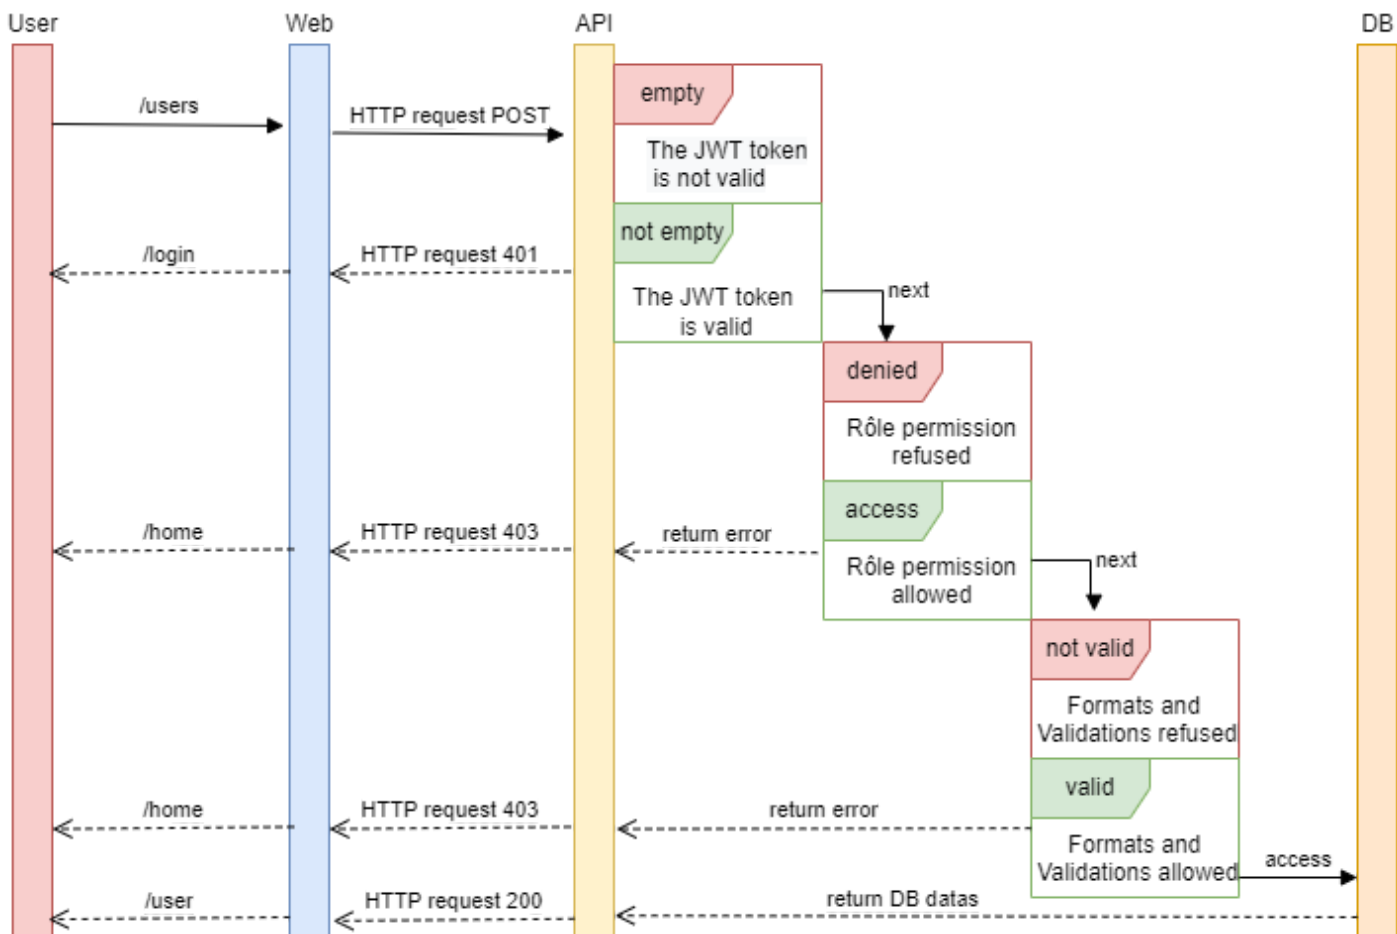 User
Web
API
DB
/users
HTTP request POST
empty
The JWT token
is not valid
/login
HTTP request 401
not empty
The JWT token
is valid
next
denied
Rôle permission
refused
/home
HTTP request 403
return error
access
Rôle permission
allowed
next
not valid
Formats and
Validations refused
/home
HTTP request 403
return error
valid
Formats and
Validations allowed
access
/user
HTTP request 200
return DB datas